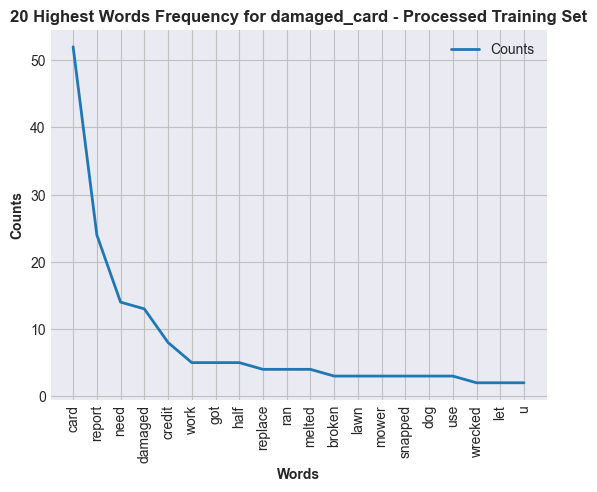 20 Highest Words Frequency for damaged_card - Processed Training Set
Counts
50
40
30
20
10
0
Counts
card
report
need
damaged
credit
work
got
half
replace
ran
melted
broken
lawn
mower
snapped
dog
use
wrecked
let
u
Words